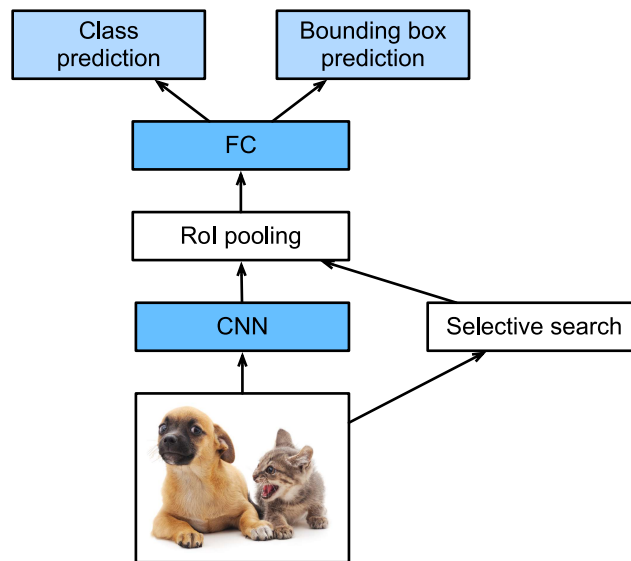 Class
prediction
Bounding box
prediction
FC
RoI pooling
CNN
Selective search